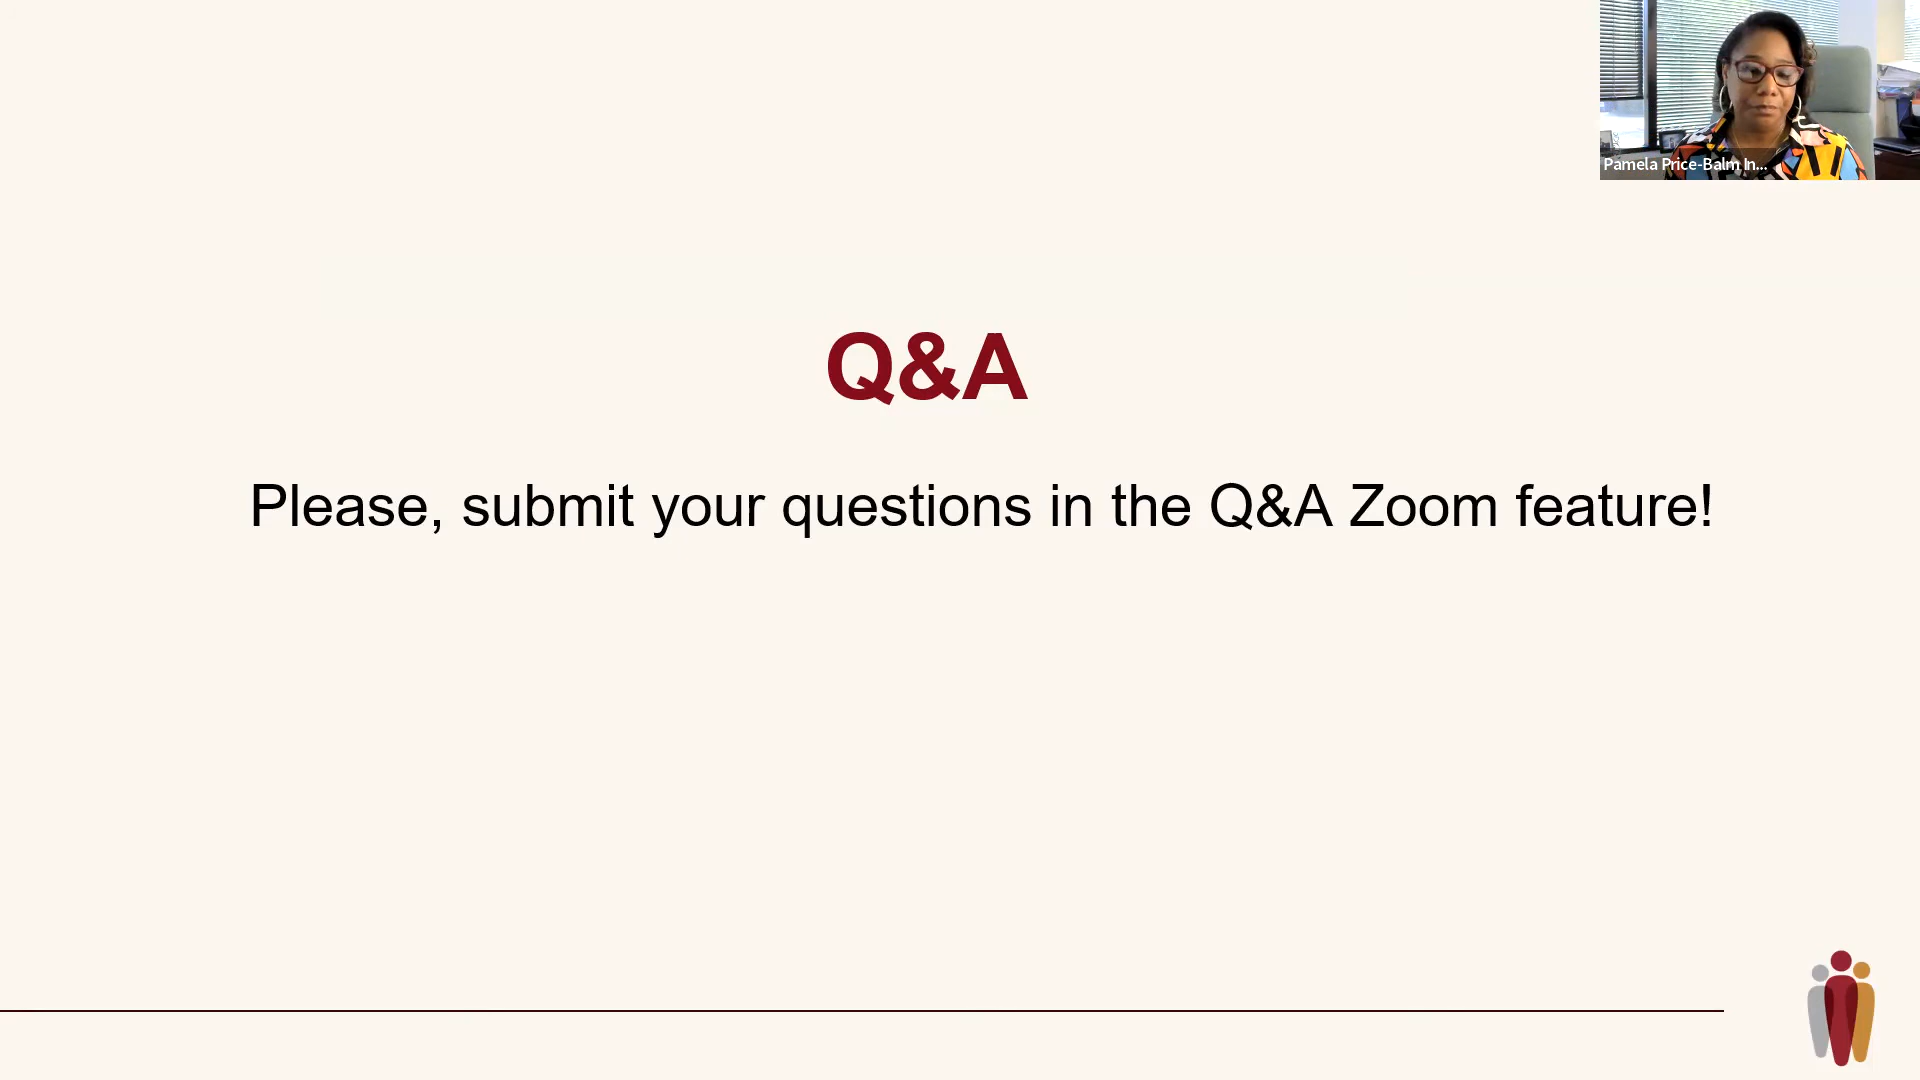 Pamela Price-Balm In...
Q&A
Please, submit your questions in the Q&A Zoom feature!